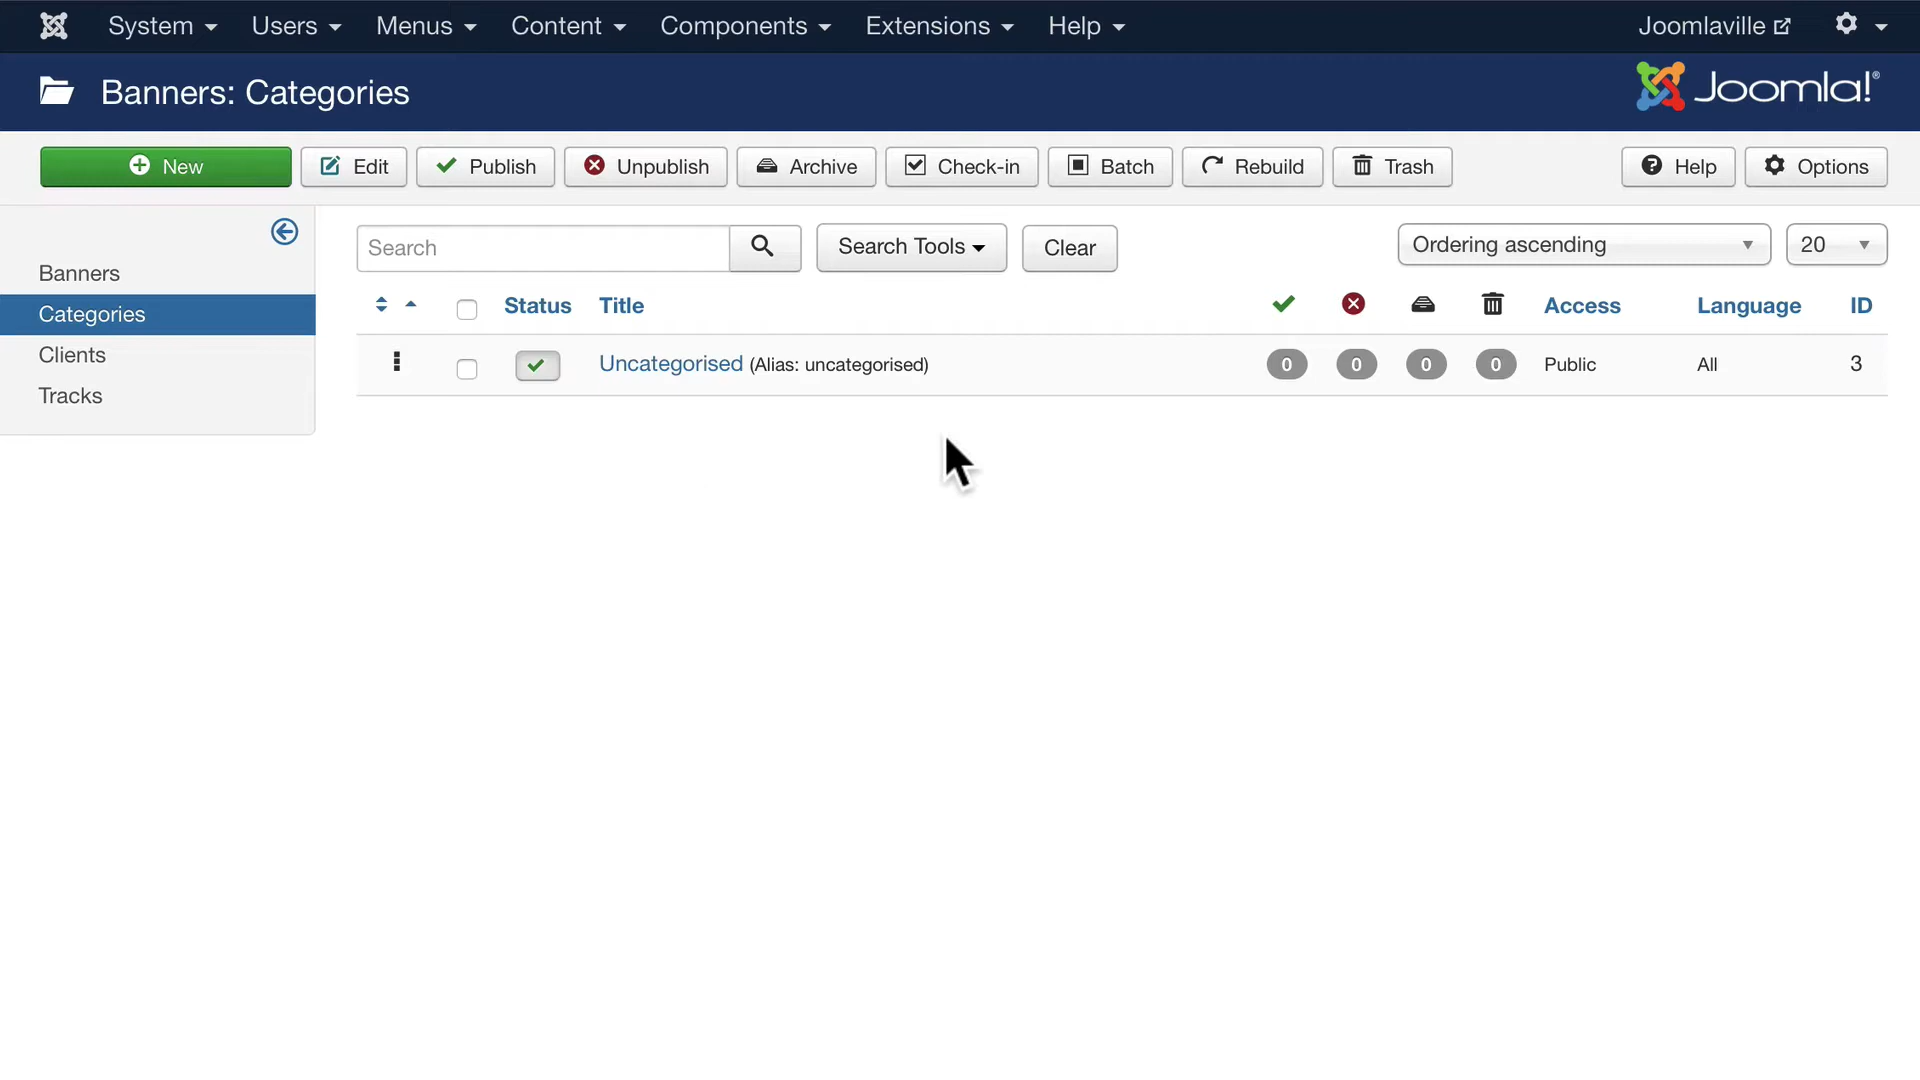 System Users Menus Content Components Extensions Help Joomlaville
Banners: Categories Joomla!®
New Edit Publish Unpublish Archive Check-in Batch Rebuild Trash Help Options
Search Search Tools Clear Ordering ascending 20
Banners
Categories
Clients
Tracks
Status Title Access Language ID
Uncategorised (Alias: uncategorised) 0 0 0 0 Public All 3